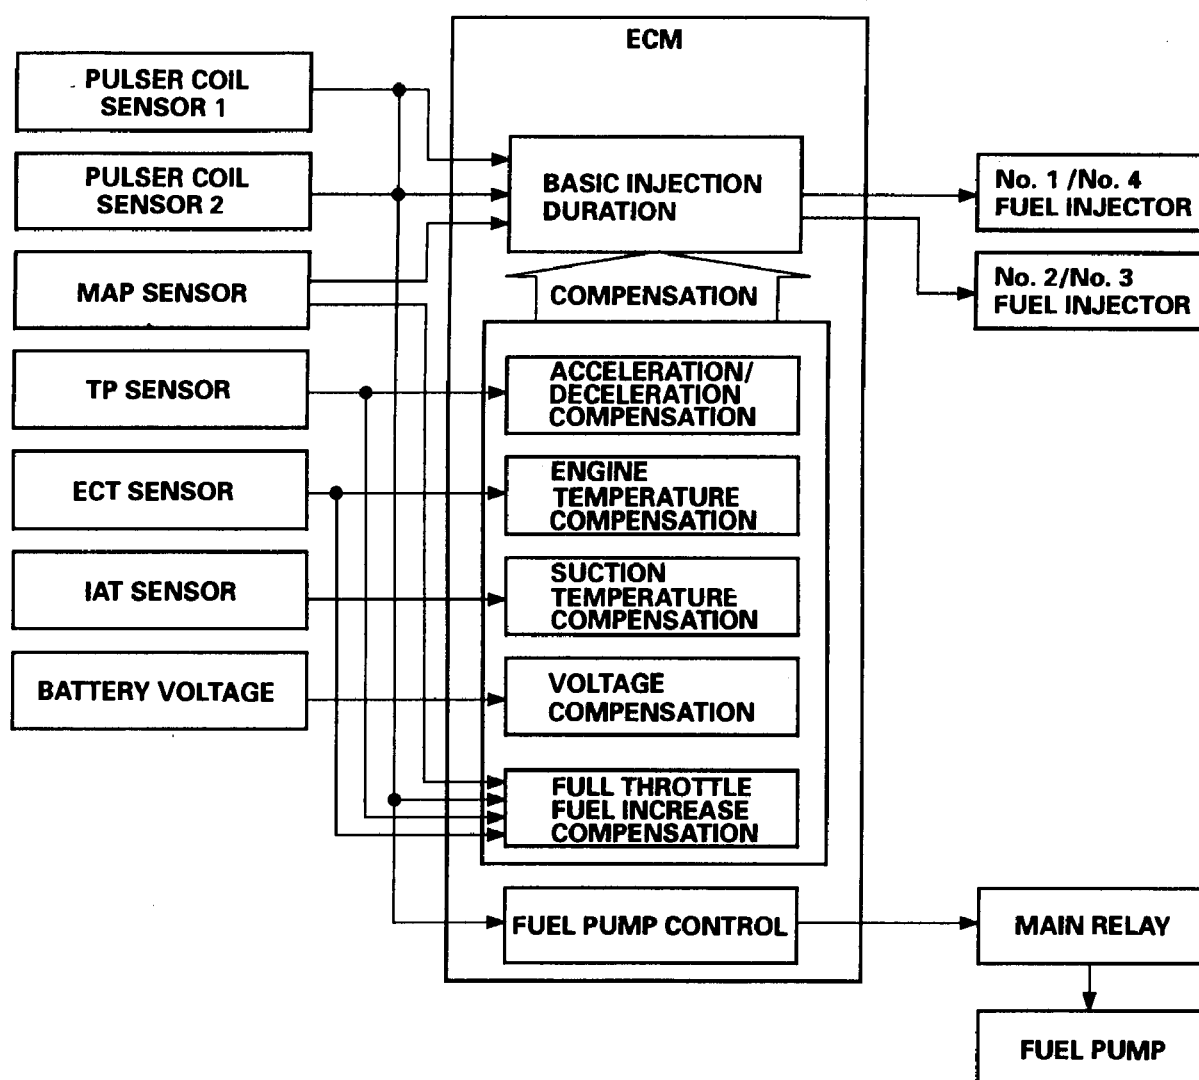 ECM
PULSER COIL
SENSOR 1
PULSER COIL
SENSOR 2
MAP SENSOR
TP SENSOR
ECT SENSOR
IAT SENSOR
BATTERY VOLTAGE
BASIC INJECTION
DURATION
COMPENSATION
ACCELERATION/
DECELERATION
COMPENSATION
ENGINE
TEMPERATURE
COMPENSATION
SUCTION
TEMPERATURE
COMPENSATION
VOLTAGE
COMPENSATION
FULL THROTTLE
FUEL INCREASE
COMPENSATION
FUEL PUMP CONTROL
No. 1 /No. 4
FUEL INJECTOR
No. 2/No. 3
FUEL INJECTOR
MAIN RELAY
FUEL PUMP